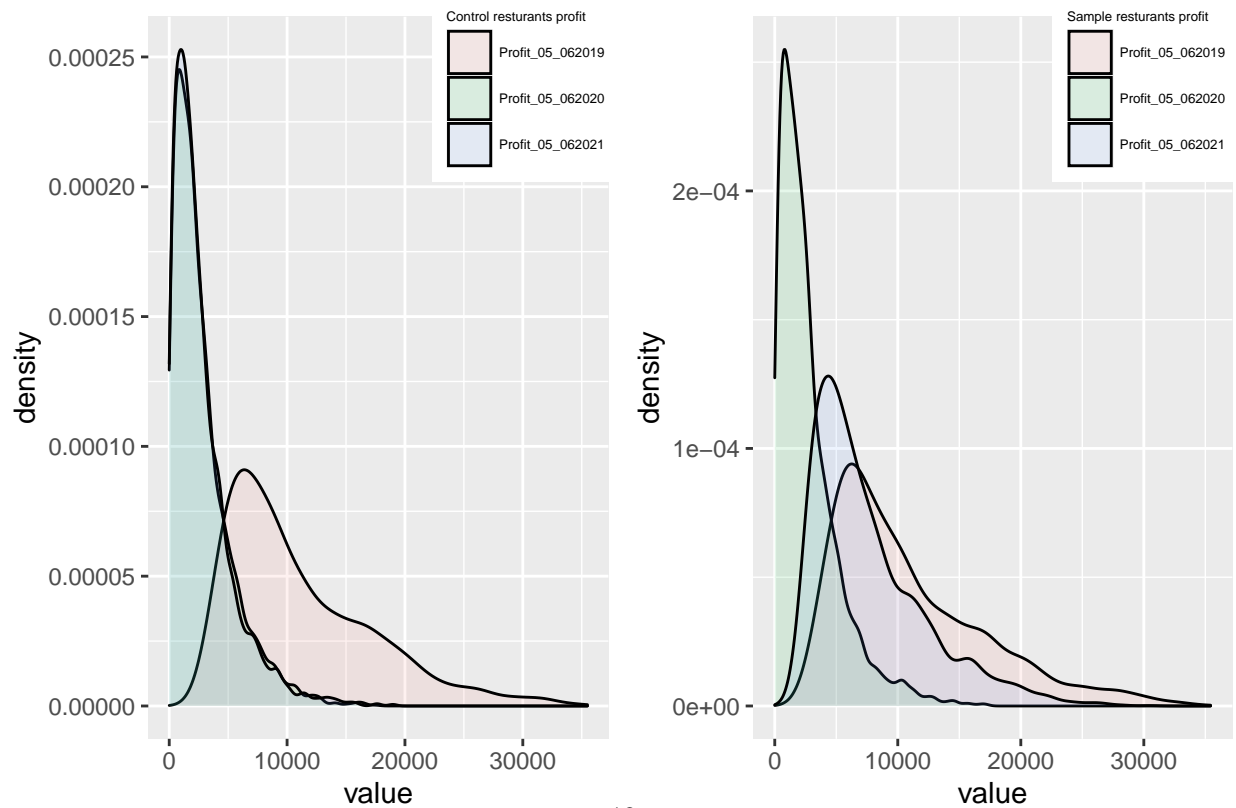 Control resturants profit
Profit_05_062019
Profit_05_062020
Profit_05_062021
0.00025
0.00020
0.00015
0.00010
0.00005
0.00000
density
0
10000
20000
30000
value
Sample resturants profit
Profit_05_062019
Profit_05_062020
Profit_05_062021
2e−04
1e−04
0e+00
density
0
10000
20000
30000
value